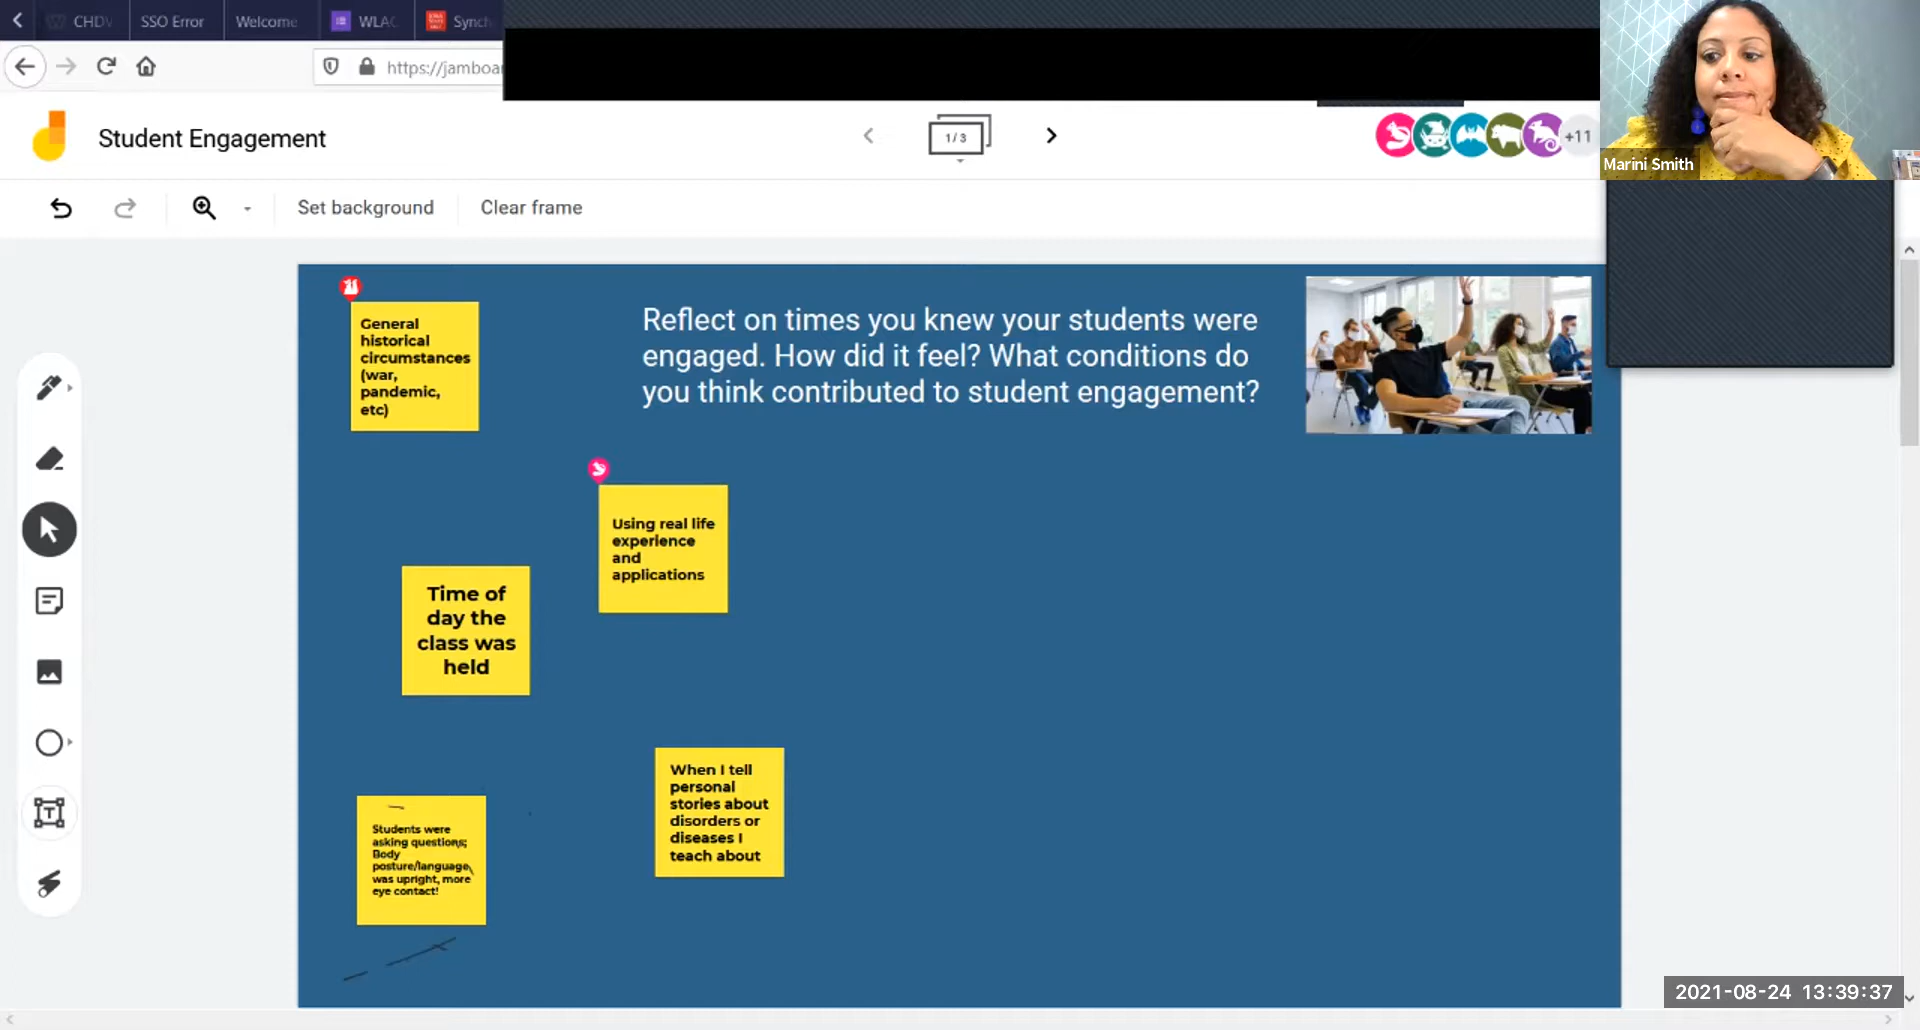 CHDV
SSO Error
Welcome
WLAC
Synch
https://jamboar
Student Engagement
1/3
+11
Marini Smith
Set background
Clear frame
General
historical
circumstances
(war,
pandemic,
etc)
Reflect on times you knew your students were
engaged. How did it feel? What conditions do
you think contributed to student engagement?
Using real life
experience
and
applications
Time of
day the
class was
held
When I tell
personal
stories about
disorders or
diseases I
teach about
Students were
asking questions;
Body
posture/language
was upright, more
eye contact!
T
2021-08-24 13:39:37